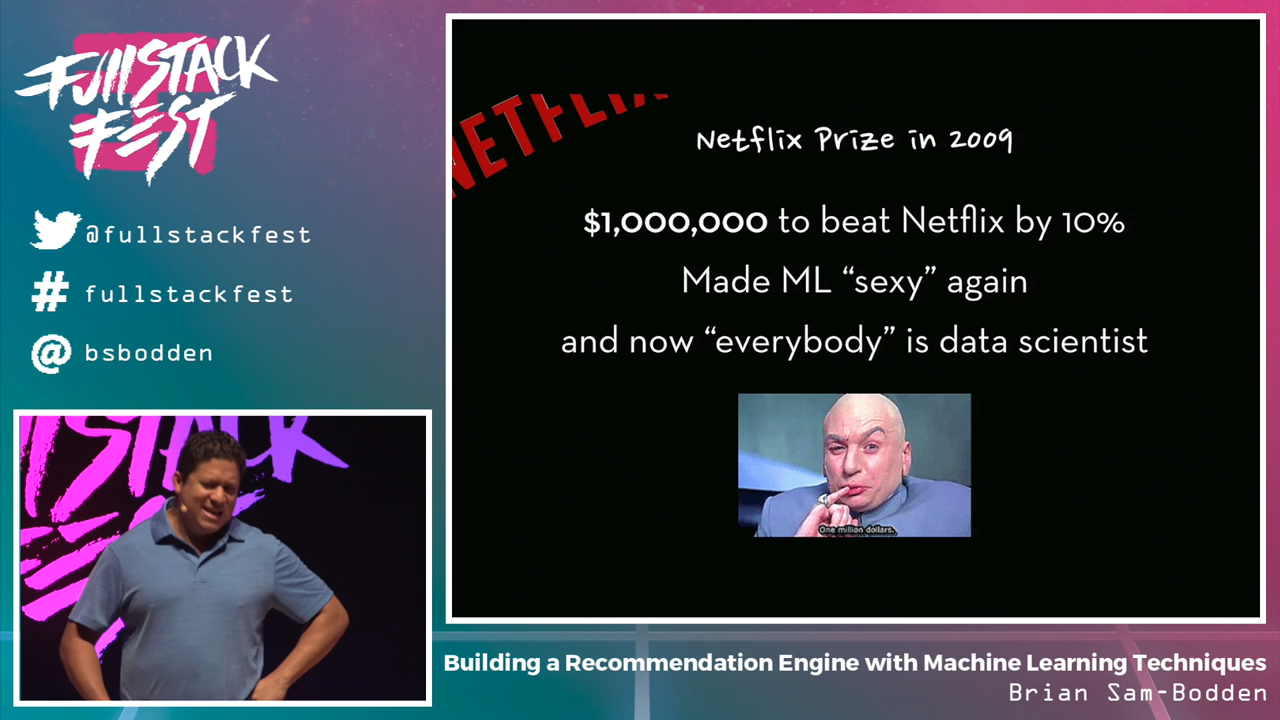 FullSTACK
FEST
@fullstackfest
# fullstackfest
@ bsbodden
NETFLIX
Netflix Prize in 2009
$1,000,000 to beat Netflix by 10%
Made ML “sexy” again
and now “everybody” is data scientist
One million dollars.
STACK
FEST
Building a Recommendation Engine with Machine Learning Techniques
Brian Sam-Bodden